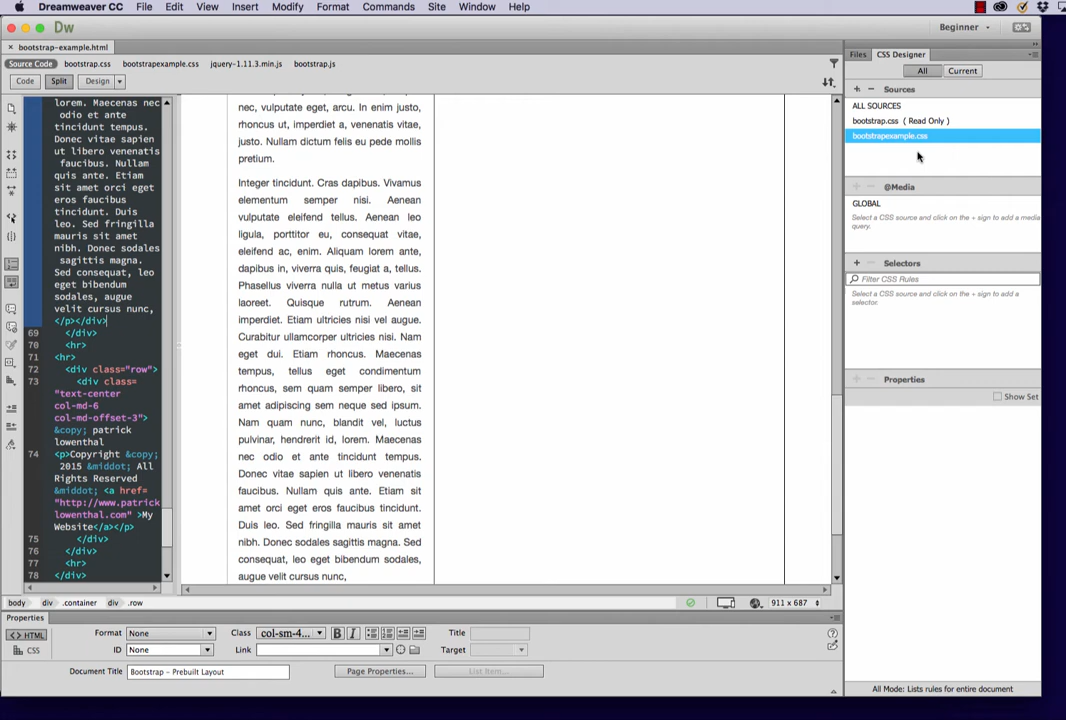 Dreamweaver CC File Edit View Insert Modify Format Commands Site Window Help
Dw Beginner
× bootstrap-example.html
Source Code bootstrap.css bootstrapexample.css jquery-1.11.3.min.js bootstrap.js
Code Split Design
lorem. Maecenas nec
odio et ante
tincidunt tempus.
Donec vitae sapien
ut libero venenatis
faucibus. Nullam
quis ante. Etiam
sit amet orci eget
eros faucibus
tincidunt. Duis
leo. Sed fringilla
mauris sit amet
nibh. Donec sodales
sagittis magna.
Sed consequat, leo
eget bibendum
sodales, augue
velit cursus nunc,
</p></div>
69 </div>
70 <hr>
71 <hr>
72 <div class="row">
73 <div class=
"text-center
col-md-6
col-md-offset-3">
&copy; patrick
lowenthal
74 <p>Copyright &copy;
2015 &middot; All
Rights Reserved
&middot; <a href=
"http://www.patrick
lowenthal.com" >My
Website</a></p>
75 </div>
76 </div>
77 <hr>
78 </div>
nec, vulputate eget, arcu. In enim justo,
rhoncus ut, imperdiet a, venenatis vitae,
justo. Nullam dictum felis eu pede mollis
pretium.
Integer tincidunt. Cras dapibus. Vivamus
elementum semper nisi. Aenean
vulputate eleifend tellus. Aenean leo
ligula, porttitor eu, consequat vitae,
eleifend ac, enim. Aliquam lorem ante,
dapibus in, viverra quis, feugiat a, tellus.
Phasellus viverra nulla ut metus varius
laoreet. Quisque rutrum. Aenean
imperdiet. Etiam ultricies nisi vel augue.
Curabitur ullamcorper ultricies nisi. Nam
eget dui. Etiam rhoncus. Maecenas
tempus, tellus eget condimentum
rhoncus, sem quam semper libero, sit
amet adipiscing sem neque sed ipsum.
Nam quam nunc, blandit vel, luctus
pulvinar, hendrerit id, lorem. Maecenas
nec odio et ante tincidunt tempus.
Donec vitae sapien ut libero venenatis
faucibus. Nullam quis ante. Etiam sit
amet orci eget eros faucibus tincidunt.
Duis leo. Sed fringilla mauris sit amet
nibh. Donec sodales sagittis magna. Sed
consequat, leo eget bibendum sodales,
augue velit cursus nunc,
Files CSS Designer
All Current
+ − Sources
ALL SOURCES
bootstrap.css ( Read Only )
bootstrapexample.css
+ − @Media
GLOBAL
Select a CSS source and click on the + sign to add a media
query.
+ − Selectors
Filter CSS Rules
Select a CSS source and click on the + sign to add a
selector.
+ − Properties
Show Set
All Mode: Lists rules for entire document
body div .container div .row 911 x 687
Properties
<> HTML Format None Class col-sm-4... B I Title
CSS ID None Link Target
Document Title Bootstrap - Prebuilt Layout Page Properties... List Item...